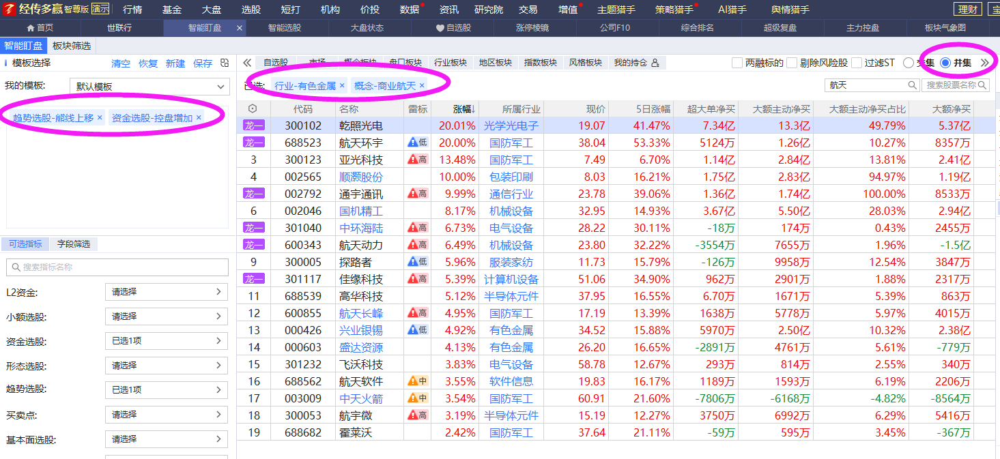 经传多赢 智尊版 演示 行情 基金 大盘 选股 短打 机构 价投 数据 资讯 研究院 交易 增值 主题猎手 策略猎手 AI猎手 舆情猎手 理财
首页 世联行 智能盯盘 × 智能选股 大盘状态 自选股 涨停棱镜 公司F10 综合排名 超级复盘 主力控盘 板块气象图
智能盯盘 板块筛选
模板选择 清空 恢复 新建 保存
我的模板: 默认模板
趋势选股-能线上移 × 资金选股-控盘增加 ×
可选指标 字段筛选
搜索指标名称
L2资金: 请选择
小额选股: 请选择
资金选股: 已选1项
形态选股: 请选择
趋势选股: 已选1项
买卖点: 请选择
基本面选股: 请选择
自选股 市场 概念板块 盘口板块 行业板块 地区板块 指数板块 风格板块 我的持仓 两融标的 剔除风险股 过滤ST 交集 并集
已选: 行业-有色金属 × 概念-商业航天 × 航天 搜索股票名称
代码 名称 雷标 涨幅↓ 所属行业 现价 5日涨幅 超大单净买 大额主动净买 大额主动净买占比 大额净买
龙一 300102 乾照光电 20.01% 光学光电子 19.07 41.47% 7.34亿 13.3亿 49.79% 5.37亿
龙一 688523 航天环宇 低 20.00% 国防军工 38.04 53.33% 5124万 1.26亿 10.27% 8357万
3 300123 亚光科技 高 13.48% 国防军工 7.49 6.70% 1.14亿 2.84亿 13.81% 2.41亿
4 002565 顺灏股份 10.00% 包装印刷 8.03 16.21% 1.75亿 2.83亿 94.97% 1.19亿
龙一 002792 通宇通讯 高 9.99% 通信行业 23.78 39.06% 1.36亿 1.74亿 100.00% 8533万
6 002046 国机精工 8.17% 机械设备 32.95 14.93% 3.67亿 5.50亿 28.03% 2.94亿
龙一 301040 中环海陆 高 6.73% 电气设备 28.22 30.11% -18万 174万 0.43% 2455万
龙一 600343 航天动力 高 6.49% 机械设备 23.80 32.22% -3554万 7655万 1.96% -1.5亿
9 300005 探路者 低 5.96% 服装家纺 11.73 15.79% -126万 9958万 12.54% 3847万
龙一 301117 佳缘科技 高 5.39% 计算机设备 51.06 34.90% 962万 2901万 1.88% 2317万
11 688539 高华科技 5.12% 半导体元件 37.95 16.55% 6.70万 1671万 5.39% 863万
12 600855 航天长峰 高 4.95% 国防军工 17.19 13.39% 1638万 5778万 5.97% 4015万
13 000426 兴业银锡 低 4.92% 有色金属 34.52 15.88% 5970万 2.50亿 10.32% 2.38亿
14 000603 盛达资源 4.13% 有色金属 26.20 16.65% -2891万 4761万 5.61% -779万
15 301232 飞沃科技 3.83% 电气设备 58.78 12.67% 293万 814万 2.55% 340万
16 688562 航天软件 中 3.55% 软件信息 19.83 16.17% 1189万 1593万 6.19% 2206万
17 003009 中天火箭 中 3.54% 国防军工 60.91 21.60% -7806万 -6168万 -4.82% -8564万
18 300053 航宇微 高 3.19% 半导体元件 15.19 12.27% 3750万 6992万 6.29% 5416万
19 688682 霍莱沃 2.42% 国防军工 37.64 21.11% -59万 595万 3.45% -367万